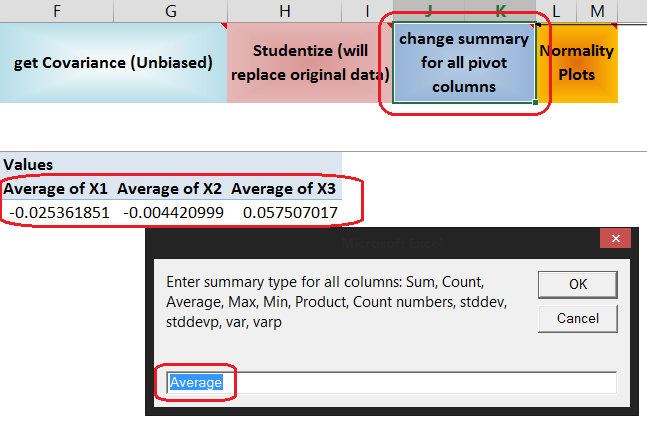 F G H I J K L M
get Covariance (Unbiased)
Studentize (will
replace original data)
change summary
for all pivot
columns
Normality
Plots
Values
Average of X1 Average of X2 Average of X3
-0.025361851 -0.004420999 0.057507017
Microsoft Excel
Enter summary type for all columns: Sum, Count,
Average, Max, Min, Product, Count numbers, stddev,
stddevp, var, varp
OK
Cancel
Average